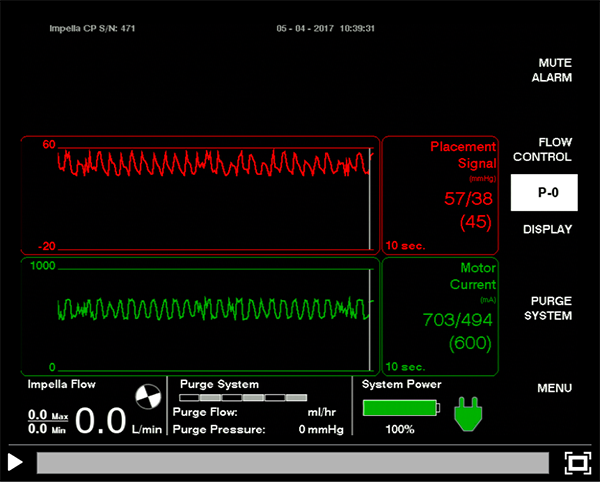 Impella CP S/N: 471
05 - 04 - 2017 10:39:31
MUTE
ALARM
60
-20
Placement
Signal
(mmHg)
57/38
(45)
10 sec.
FLOW
CONTROL
P-0
DISPLAY
1000
0
Motor
Current
(mA)
703/494
(600)
10 sec.
PURGE
SYSTEM
MENU
Impella Flow
0.0 Max
0.0 Min
0.0 L/min
Purge System
Purge Flow: ml/hr
Purge Pressure: 0 mmHg
System Power
100%